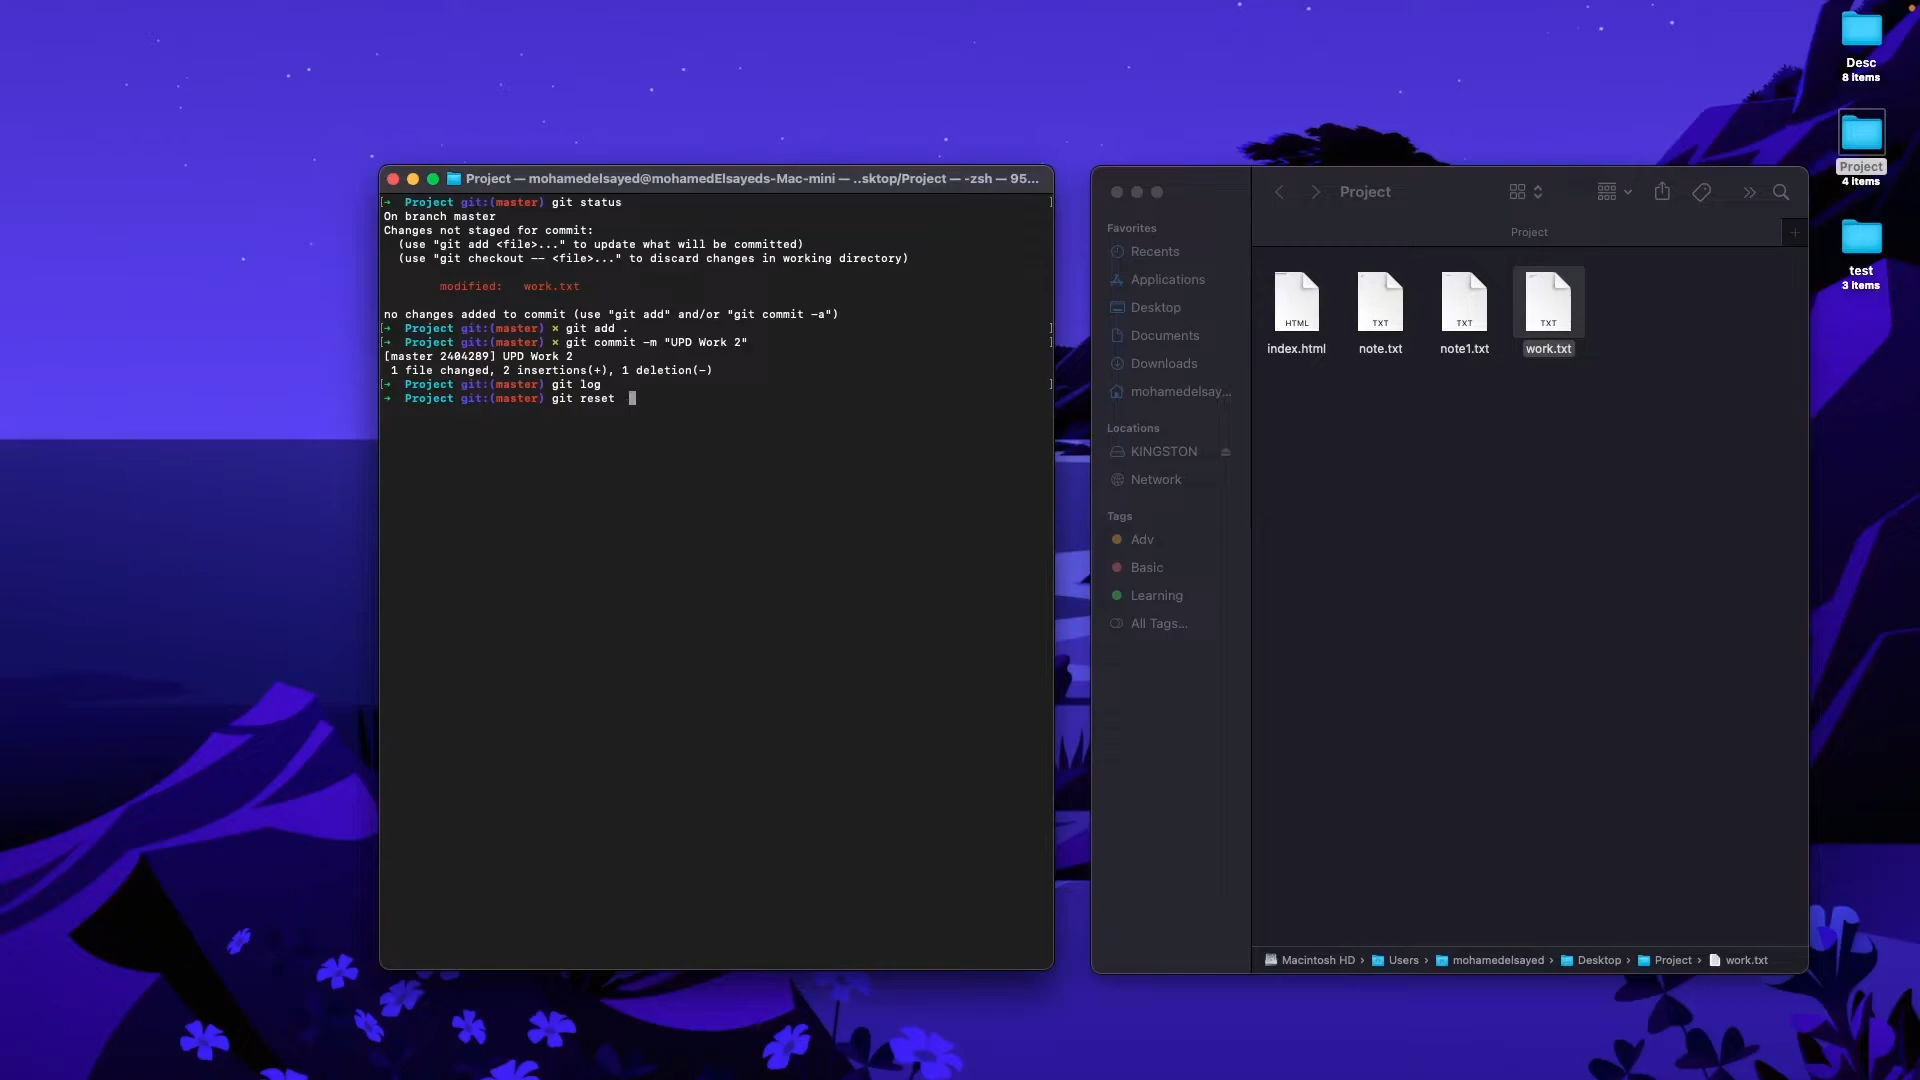 Desc
8 items
Project
4 items
test
3 items
Project — mohamedelsayed@mohamedElsayeds-Mac-mini — ..sktop/Project — -zsh — 95...
[➜  Project git:(master) git status ]
On branch master
Changes not staged for commit:
  (use "git add <file>..." to update what will be committed)
  (use "git checkout -- <file>..." to discard changes in working directory)
        modified:   work.txt
no changes added to commit (use "git add" and/or "git commit -a")
[➜  Project git:(master) × git add . ]
[➜  Project git:(master) × git commit -m "UPD Work 2" ]
[master 2404289] UPD Work 2
 1 file changed, 2 insertions(+), 1 deletion(-)
[➜  Project git:(master) git log ]
➜  Project git:(master) git reset
Project
Project
Favorites
Recents
Applications
Desktop
Documents
Downloads
mohamedelsay...
Locations
KINGSTON
Network
Tags
Adv
Basic
Learning
All Tags...
HTML
TXT
TXT
TXT
index.html
note.txt
note1.txt
work.txt
Macintosh HD › Users › mohamedelsayed › Desktop › Project › work.txt